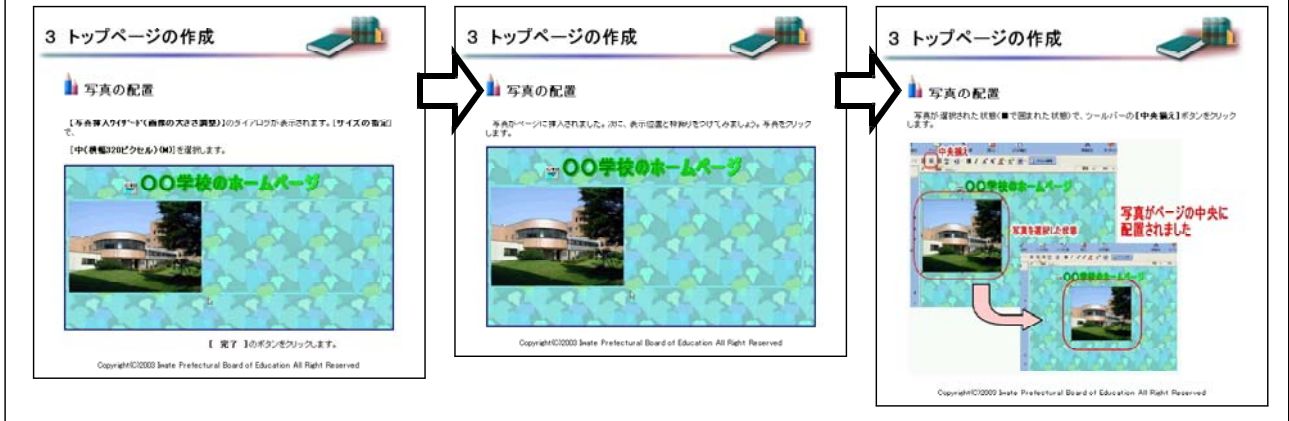 3 トップページの作成
写真の配置
[写真挿入ウィザード(画像の大きさ調整)]のダイアログが表示されます。[サイズの指定]
で、
[中(横幅320ピクセル)(M)]を選択します。
〇〇学校のホームページ
[ 完了 ]のボタンをクリックします。
Copyright(C)2003 Iwate Prefectural Board of Education All Right Reserved
3 トップページの作成
写真の配置
写真がページに挿入されました。次に、表示位置と枠飾りをつけてみましょう。写真をクリック
します。
〇〇学校のホームページ
Copyright(C)2003 Iwate Prefectural Board of Education All Right Reserved
3 トップページの作成
写真の配置
写真が選択された状態(■で囲まれた状態)で、ツールバーの[中央揃え]ボタンをクリック
します。
中央揃え
〇〇学校のホームページ
写真を選択した状態
写真がページの中央に
配置されました
〇〇学校のホームページ
Copyright(C)2003 Iwate Prefectural Board of Education All Right Reserved